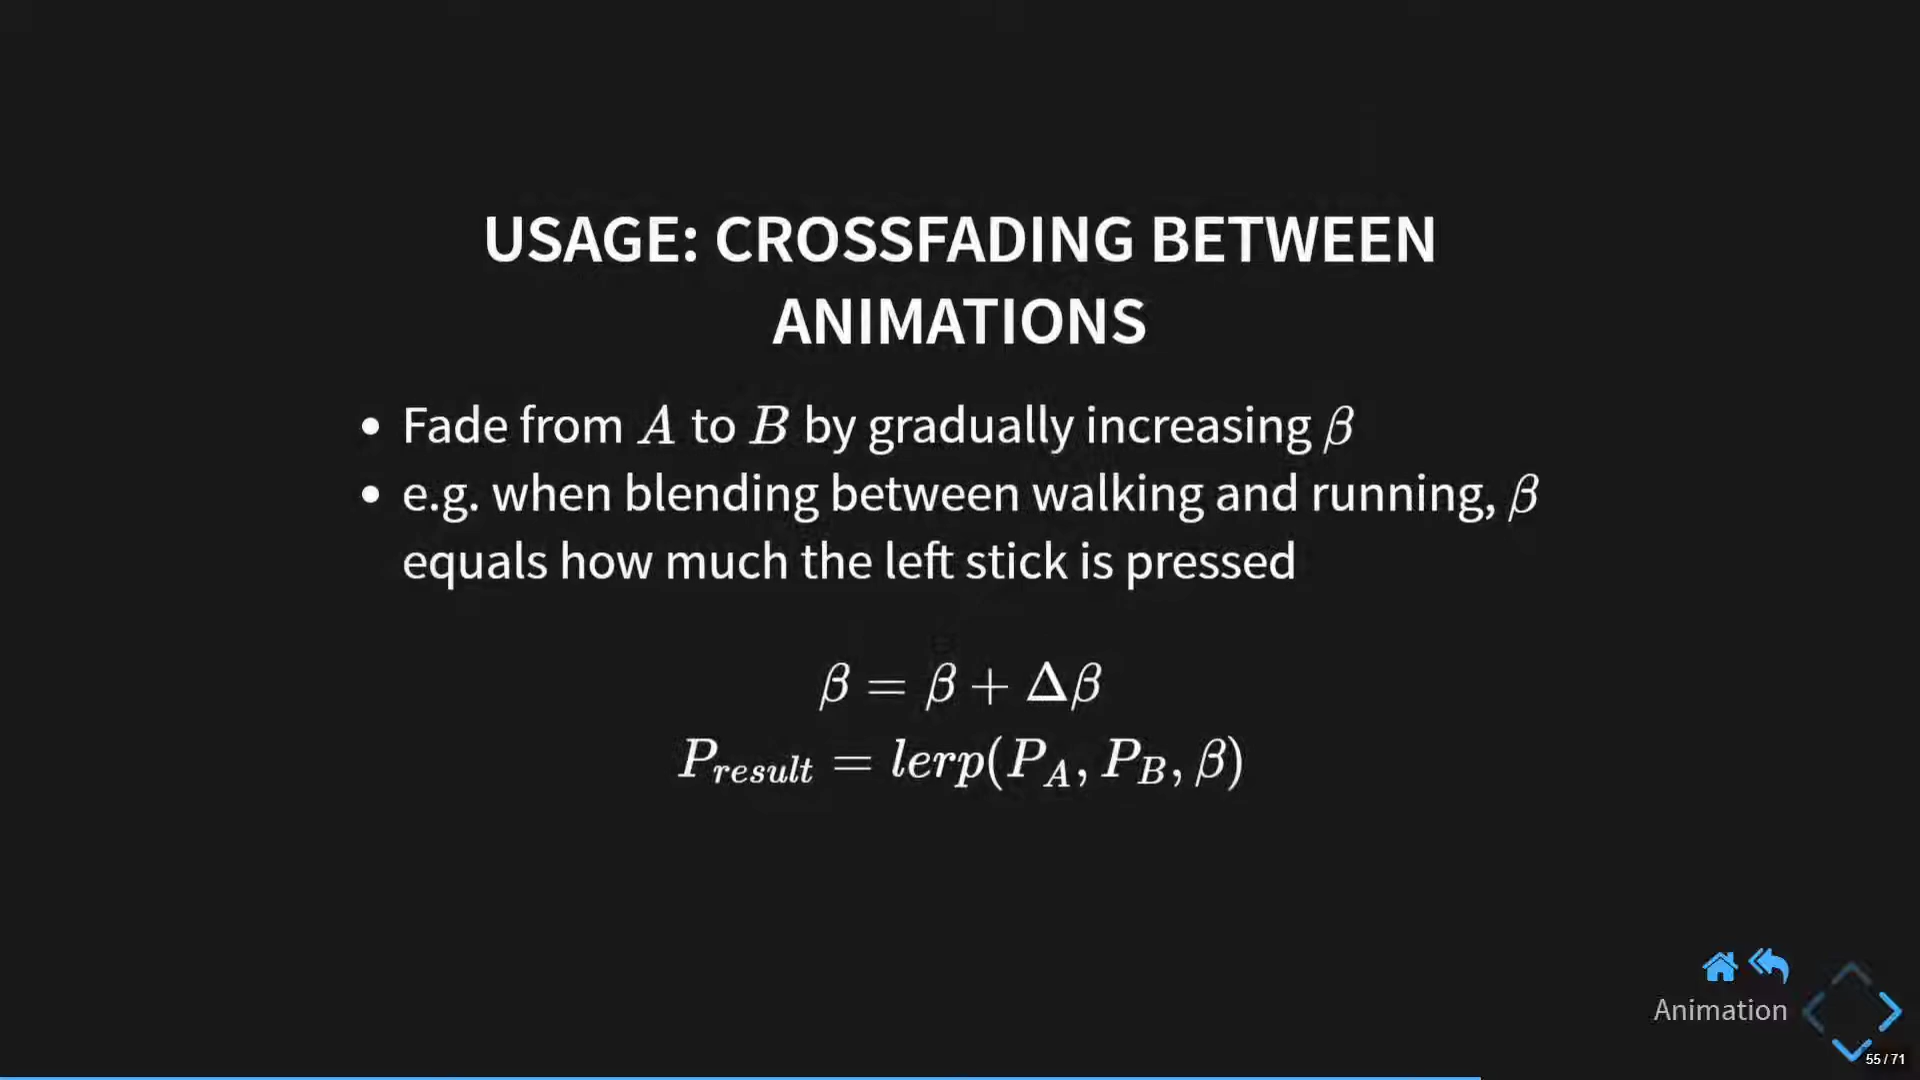 USAGE: CROSSFADING BETWEEN
ANIMATIONS
• Fade from A to B by gradually increasing β
• e.g. when blending between walking and running, β
equals how much the left stick is pressed
β = β + Δβ
P_result = lerp(P_A, P_B, β)
Animation
55 / 71